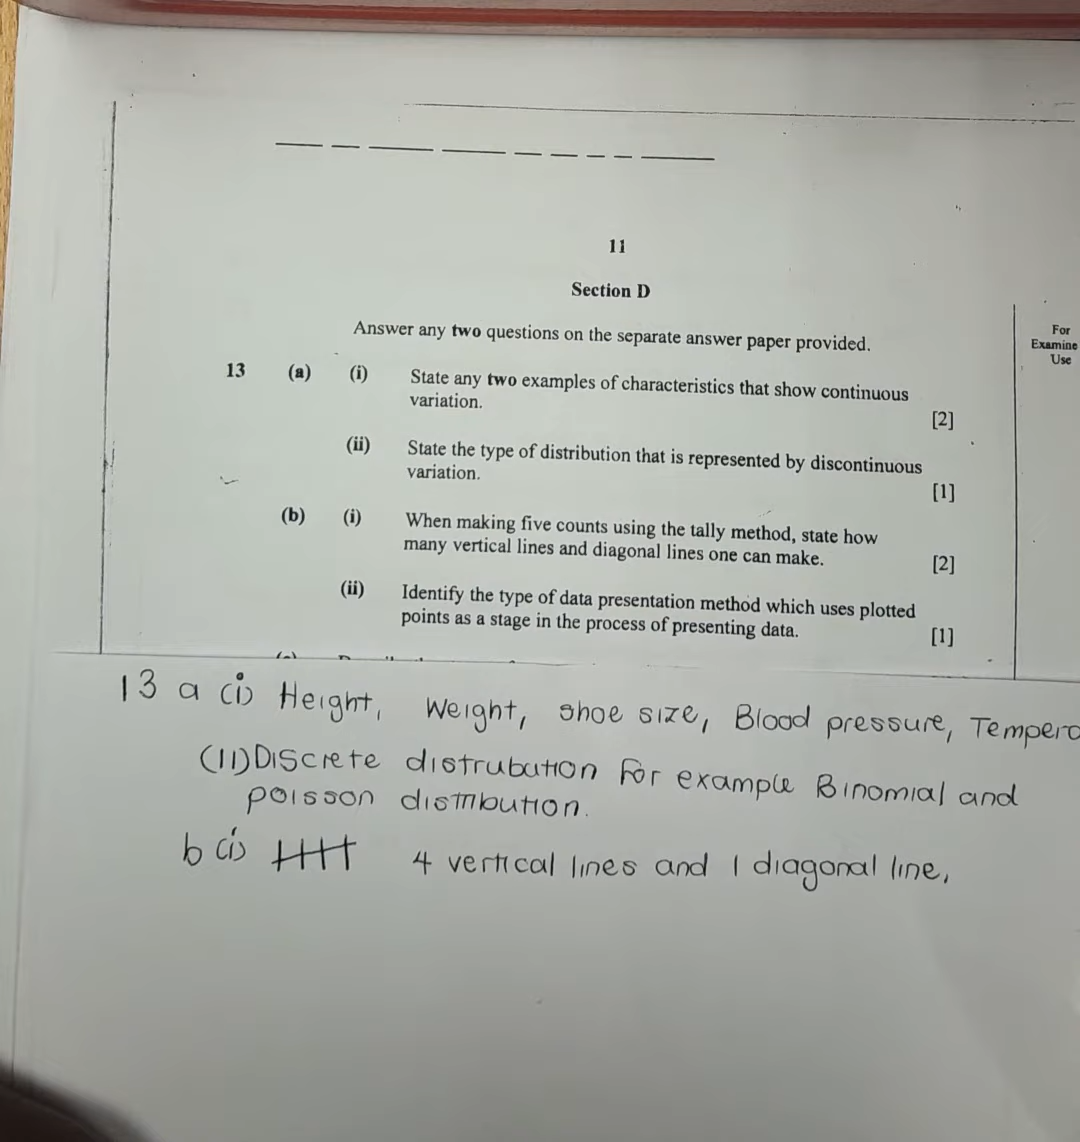 11
Section D
Answer any two questions on the separate answer paper provided.
For
Examine
Use
13 (a) (i) State any two examples of characteristics that show continuous
variation. [2]
(ii) State the type of distribution that is represented by discontinuous
variation. [1]
(b) (i) When making five counts using the tally method, state how
many vertical lines and diagonal lines one can make. [2]
(ii) Identify the type of data presentation method which uses plotted
points as a stage in the process of presenting data. [1]
13 a (i) Height, Weight, shoe size, Blood pressure, Tempera
(II) Discrete distrubution For example Binomial and
poisson distribution.
b (i) 4 vertical lines and 1 diagonal line,